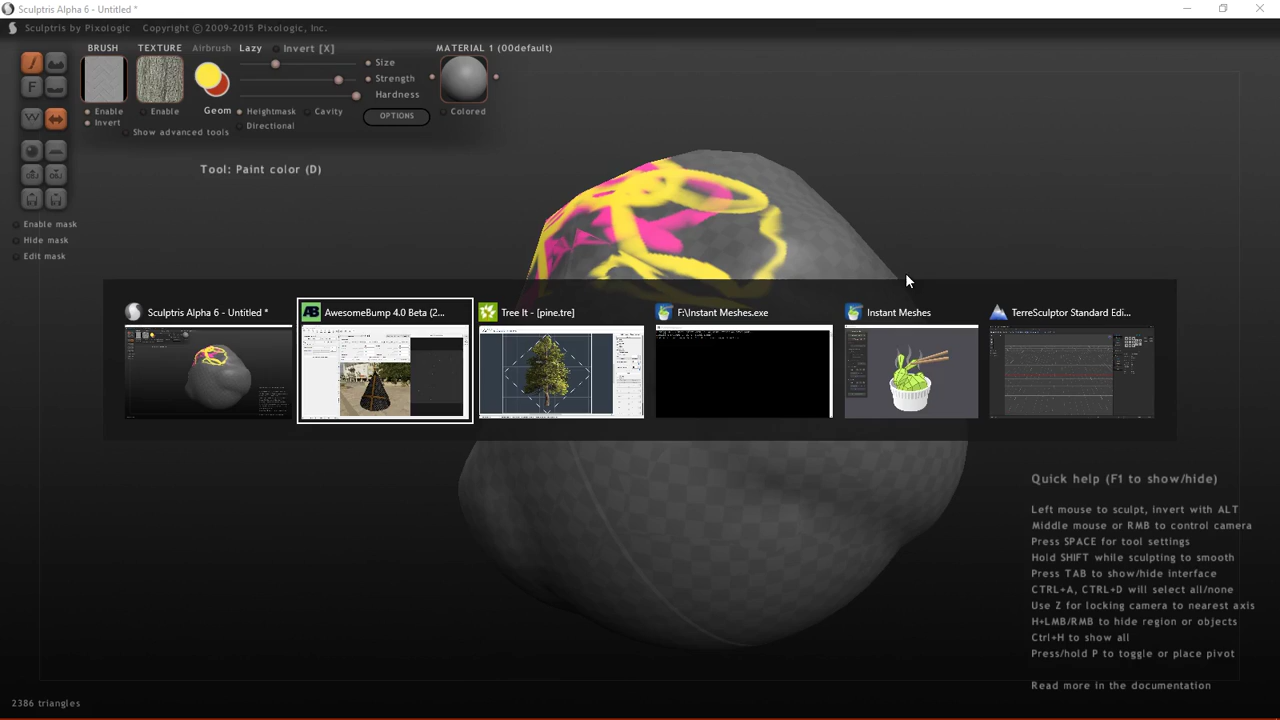 Sculptris Alpha 6 - Untitled *
Sculptris by Pixologic   Copyright © 2009-2015 Pixologic, Inc.
BRUSH TEXTURE Airbrush Lazy Invert [X] MATERIAL 1 (00default)
Size
Strength
Hardness
Enable Enable Geom Heightmask Cavity OPTIONS Colored
Invert Directional
Show advanced tools
Tool: Paint color (D)
Enable mask
Hide mask
Edit mask
Sculptris Alpha 6 - Untitled * AwesomeBump 4.0 Beta (2... Tree It - [pine.tre] F:\Instant Meshes.exe Instant Meshes TerreSculptor Standard Edi...
Quick help (F1 to show/hide)
Left mouse to sculpt, invert with ALT
Middle mouse or RMB to control camera
Press SPACE for tool settings
Hold SHIFT while sculpting to smooth
Press TAB to show/hide interface
CTRL+A, CTRL+D will select all/none
Use Z for locking camera to nearest axis
H+LMB/RMB to hide region or objects
Ctrl+H to show all
Press/hold P to toggle or place pivot
Read more in the documentation
2386 triangles